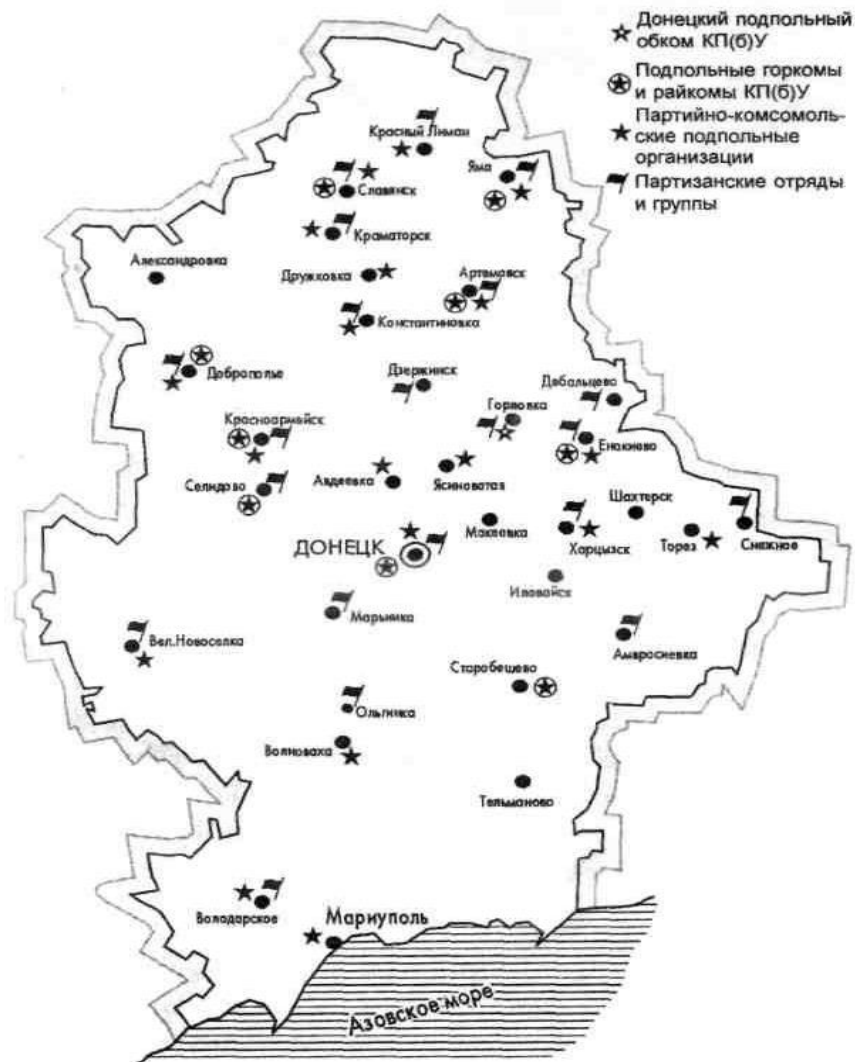 Донецкий подпольный
обком КП(б)У
Подпольные горкомы
и райкомы КП(б)У
Партийно-комсомоль-
ские подпольные
организации
Партизанские отряды
и группы
Красный Лиман
Яма
Славянск
Краматорск
Александровка
Дружковка
Артемовск
Константиновка
Доброполье
Дзержинск
Дебальцево
Горловка
Красноармейск
Енакиево
Селидово
Авдеевка
Ясиноватая
Шахтерск
ДОНЕЦК
Макеевка
Харцызск
Торез
Снежное
Иловайск
Марьинка
Вел.Новоселка
Амвросиевка
Старобешево
Ольгинка
Волноваха
Тельманово
Володарское
Мариуполь
Азовское море